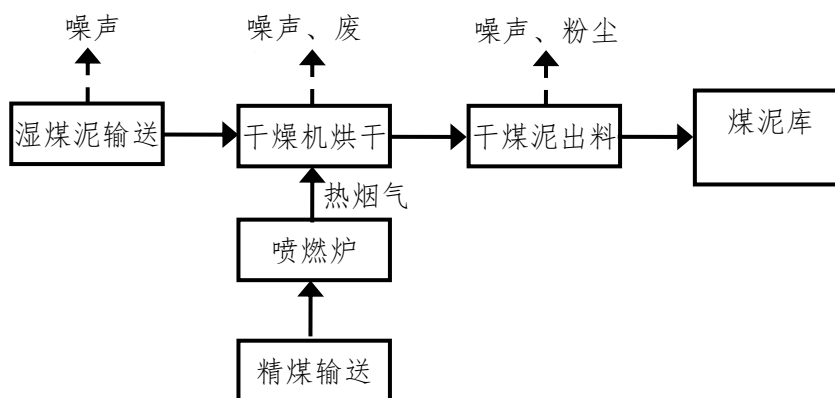 噪声
噪声、废
噪声、粉尘
湿煤泥输送
干燥机烘干
干煤泥出料
煤泥库
热烟气
喷燃炉
精煤输送